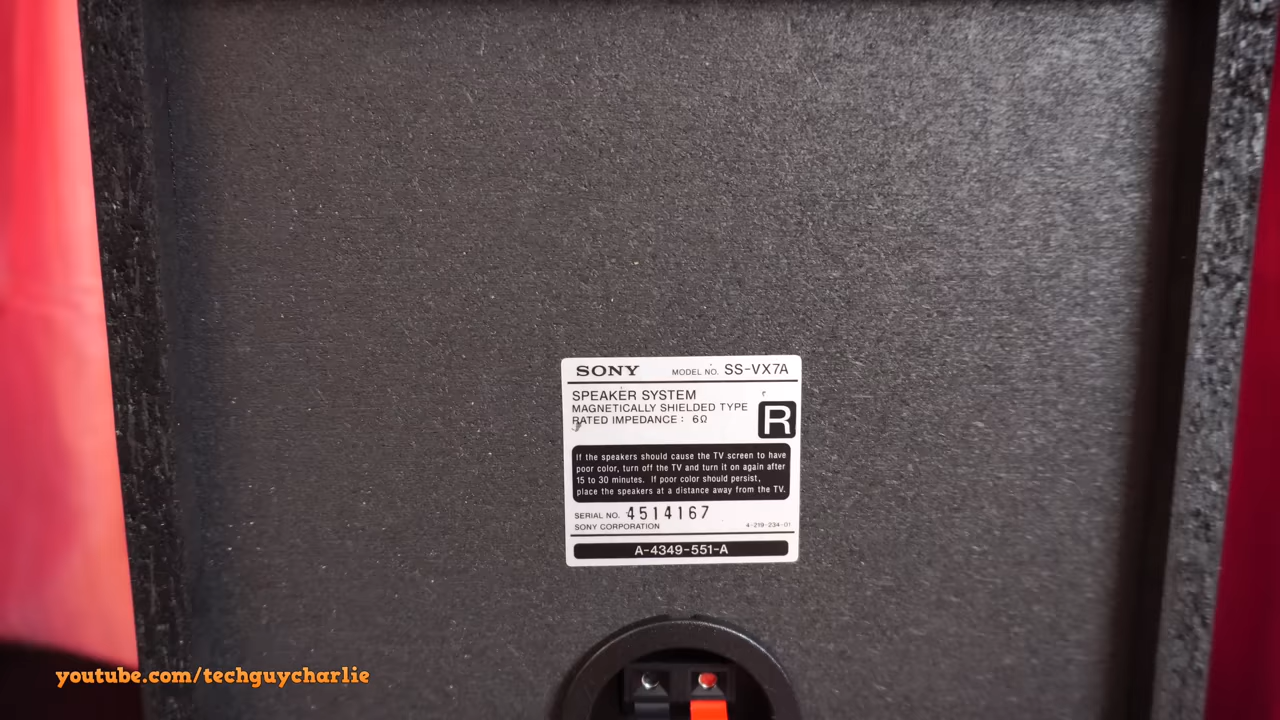 SONY MODEL NO. SS-VX7A
SPEAKER SYSTEM
MAGNETICALLY SHIELDED TYPE
RATED IMPEDANCE : 6Ω
R
If the speakers should cause the TV screen to have
poor color, turn off the TV and turn it on again after
15 to 30 minutes. If poor color should persist,
place the speakers at a distance away from the TV.
SERIAL NO. 4514167
SONY CORPORATION 4-219-234-01
A-4349-551-A
youtube.com/techguycharlie